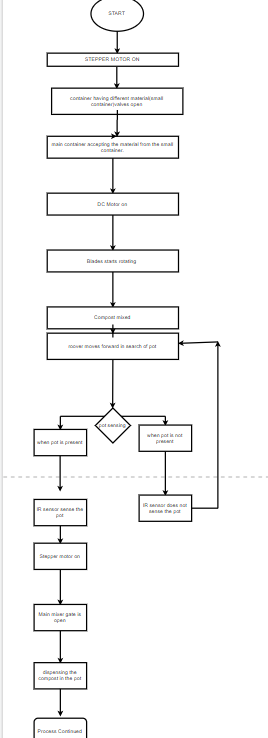 START
STEPPER MOTOR ON
container having different material(small
container)valves open
main container accepting the material from the small
container.
DC Motor on
Blades starts rotating
Compost mixed
mover moves forward in search of pot
pot sensing
when pot is present
when pot is not
present
IR sensor sense the
pot
IR sensor does not
sense the pot
Stepper motor on
Main mixer gate is
open
dispensing the
compost in the pot
Process Continued